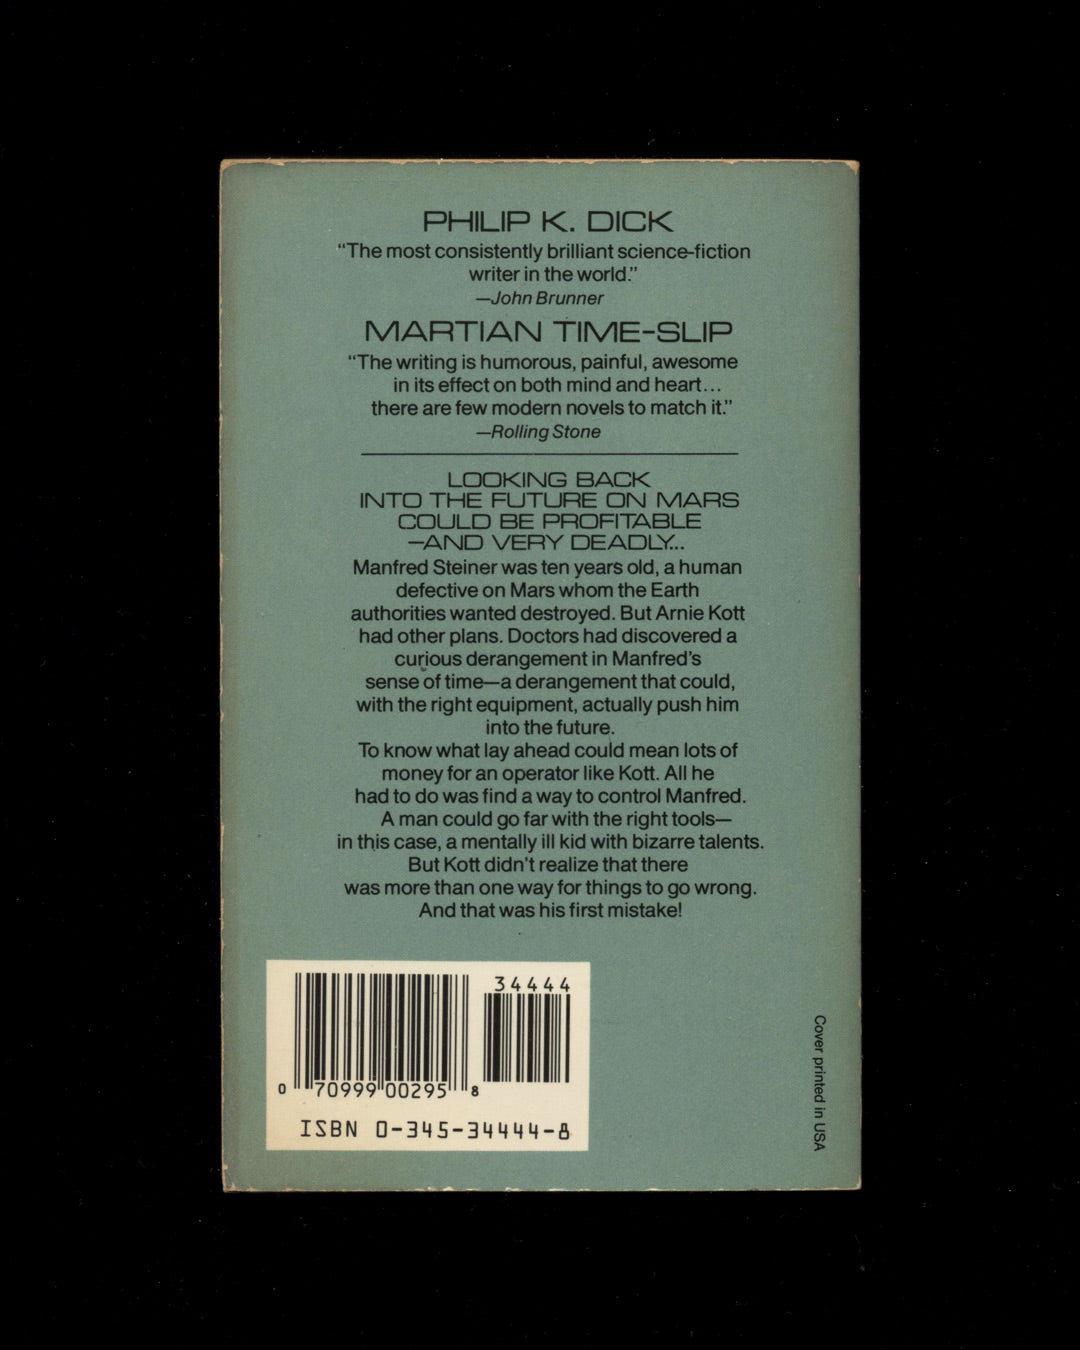 PHILIP K. DICK
“The most consistently brilliant science-fiction
writer in the world.”
—John Brunner
MARTIAN TIME-SLIP
“The writing is humorous, painful, awesome
in its effect on both mind and heart...
there are few modern novels to match it.”
—Rolling Stone
LOOKING BACK
INTO THE FUTURE ON MARS
COULD BE PROFITABLE
—AND VERY DEADLY...
Manfred Steiner was ten years old, a human
defective on Mars whom the Earth
authorities wanted destroyed. But Arnie Kott
had other plans. Doctors had discovered a
curious derangement in Manfred’s
sense of time—a derangement that could,
with the right equipment, actually push him
into the future.
To know what lay ahead could mean lots of
money for an operator like Kott. All he
had to do was find a way to control Manfred.
A man could go far with the right tools—
in this case, a mentally ill kid with bizarre talents.
But Kott didn’t realize that there
was more than one way for things to go wrong.
And that was his first mistake!
34444
0 70999 00295 8
ISBN 0-345-34444-8
Cover printed in USA